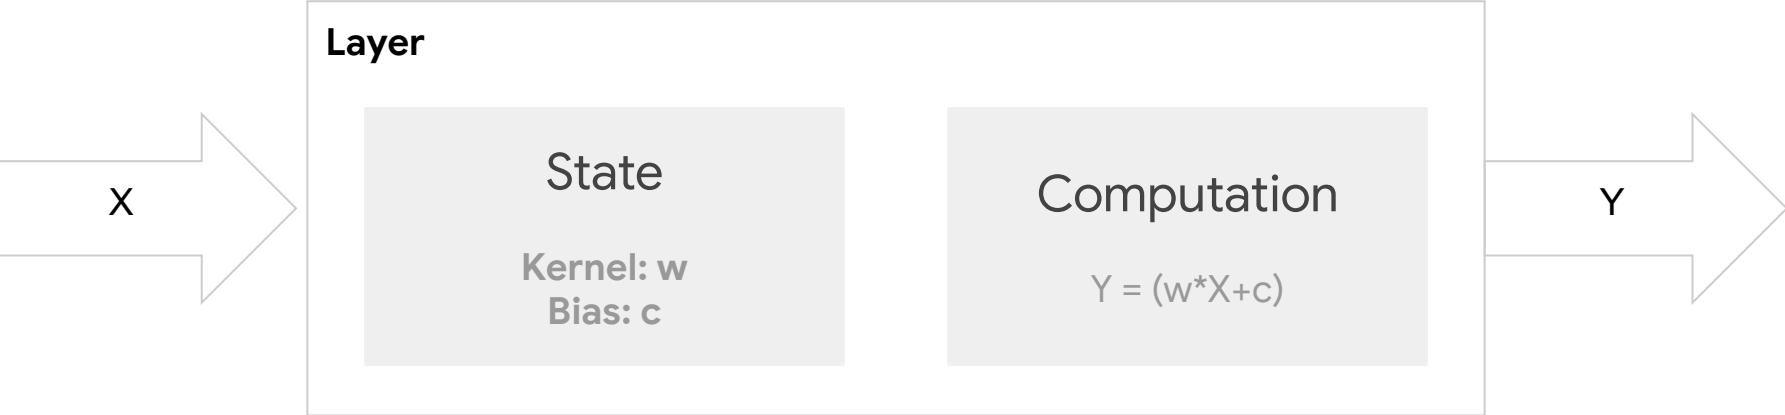 Layer
X
State
Kernel: w
Bias: c
Computation
Y = (w*X+c)
Y